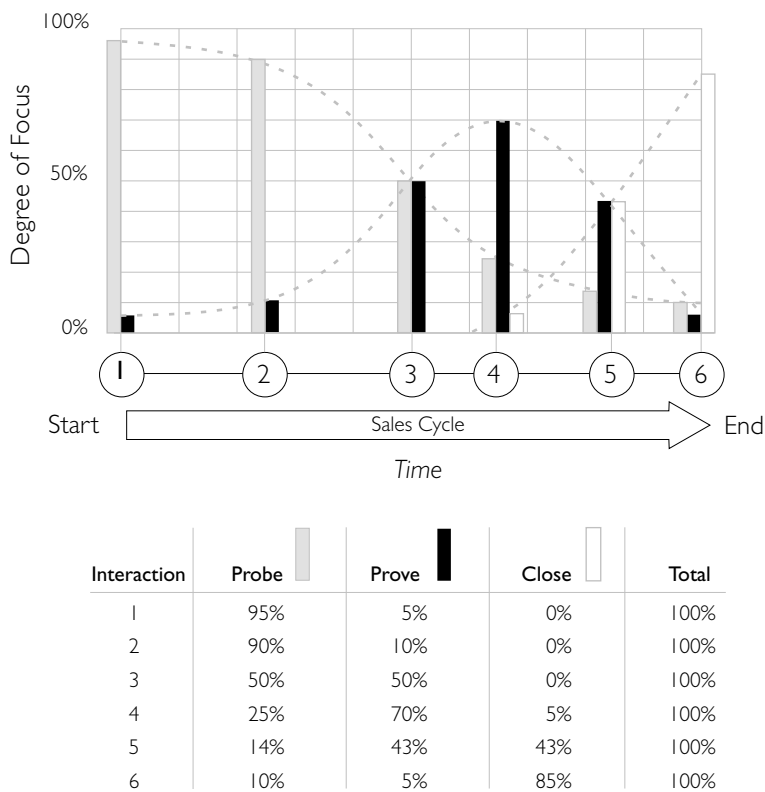 100%
50%
0%
Degree of Focus
1 2 3 4 5 6
Start Sales Cycle End
Time
Interaction Probe Prove Close Total
1 95% 5% 0% 100%
2 90% 10% 0% 100%
3 50% 50% 0% 100%
4 25% 70% 5% 100%
5 14% 43% 43% 100%
6 10% 5% 85% 100%